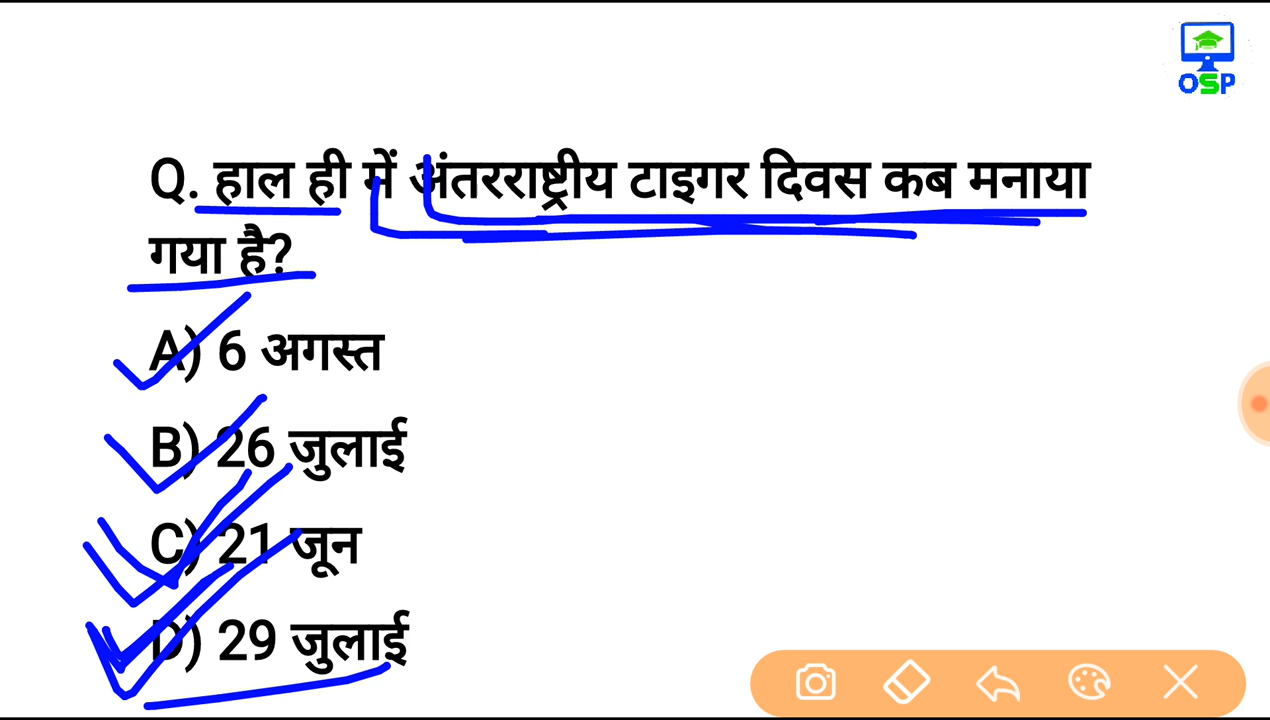 OSP
Q. हाल ही में अंतरराष्ट्रीय टाइगर दिवस कब मनाया
गया है?
A) 6 अगस्त
B) 26 जुलाई
C) 21 जून
D) 29 जुलाई